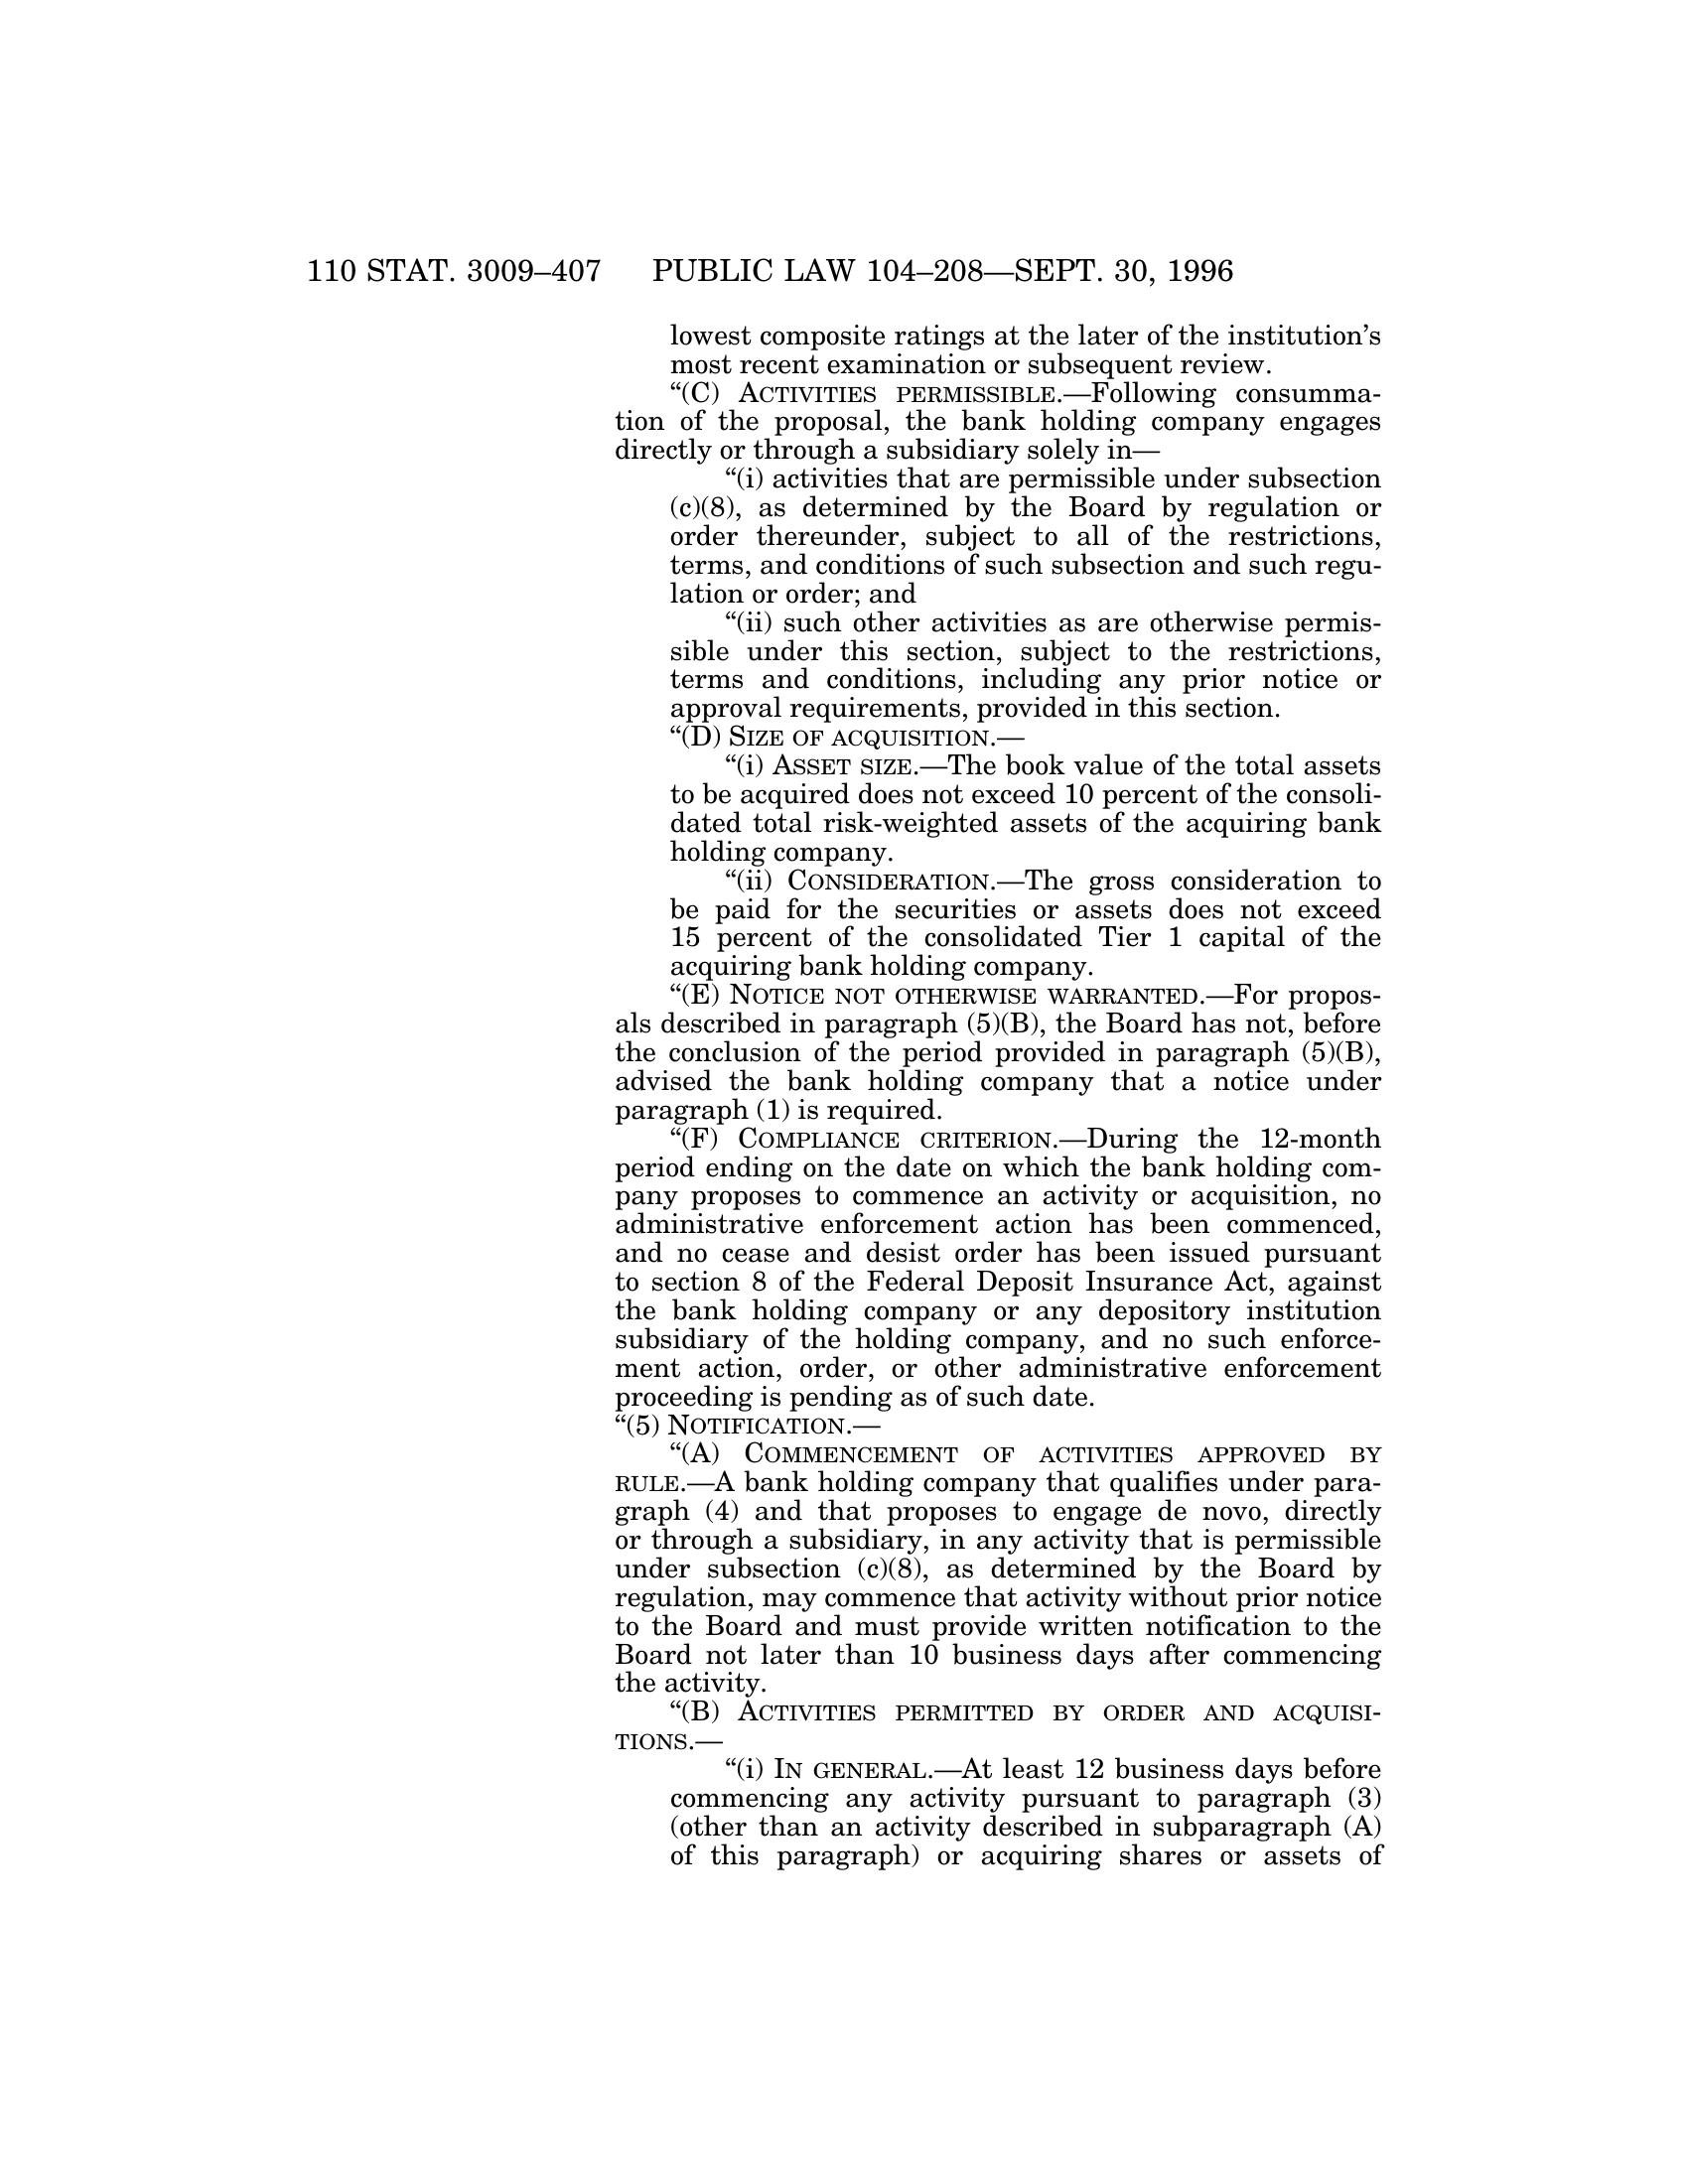 110 STAT. 3009–407 PUBLIC LAW 104–208—SEPT. 30, 1996
lowest composite ratings at the later of the institution’s
most recent examination or subsequent review.
“(C) ACTIVITIES PERMISSIBLE.—Following consumma-
tion of the proposal, the bank holding company engages
directly or through a subsidiary solely in—
“(i) activities that are permissible under subsection
(c)(8), as determined by the Board by regulation or
order thereunder, subject to all of the restrictions,
terms, and conditions of such subsection and such regu-
lation or order; and
“(ii) such other activities as are otherwise permis-
sible under this section, subject to the restrictions,
terms and conditions, including any prior notice or
approval requirements, provided in this section.
“(D) SIZE OF ACQUISITION.—
“(i) ASSET SIZE.—The book value of the total assets
to be acquired does not exceed 10 percent of the consoli-
dated total risk-weighted assets of the acquiring bank
holding company.
“(ii) CONSIDERATION.—The gross consideration to
be paid for the securities or assets does not exceed
15 percent of the consolidated Tier 1 capital of the
acquiring bank holding company.
“(E) NOTICE NOT OTHERWISE WARRANTED.—For propos-
als described in paragraph (5)(B), the Board has not, before
the conclusion of the period provided in paragraph (5)(B),
advised the bank holding company that a notice under
paragraph (1) is required.
“(F) COMPLIANCE CRITERION.—During the 12-month
period ending on the date on which the bank holding com-
pany proposes to commence an activity or acquisition, no
administrative enforcement action has been commenced,
and no cease and desist order has been issued pursuant
to section 8 of the Federal Deposit Insurance Act, against
the bank holding company or any depository institution
subsidiary of the holding company, and no such enforce-
ment action, order, or other administrative enforcement
proceeding is pending as of such date.
“(5) NOTIFICATION.—
“(A) COMMENCEMENT OF ACTIVITIES APPROVED BY
RULE.—A bank holding company that qualifies under para-
graph (4) and that proposes to engage de novo, directly
or through a subsidiary, in any activity that is permissible
under subsection (c)(8), as determined by the Board by
regulation, may commence that activity without prior notice
to the Board and must provide written notification to the
Board not later than 10 business days after commencing
the activity.
“(B) ACTIVITIES PERMITTED BY ORDER AND ACQUISI-
TIONS.—
“(i) IN GENERAL.—At least 12 business days before
commencing any activity pursuant to paragraph (3)
(other than an activity described in subparagraph (A)
of this paragraph) or acquiring shares or assets of